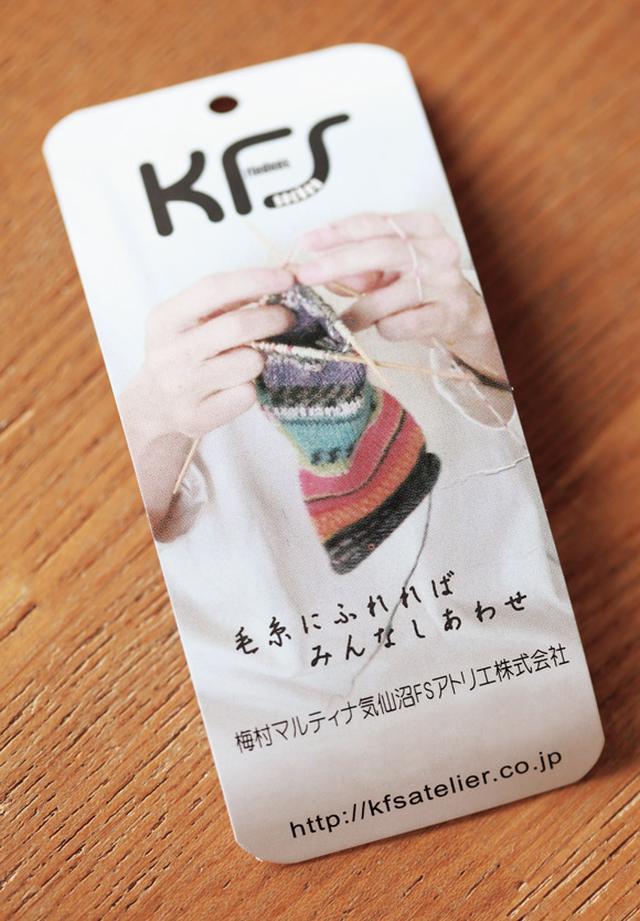 KFS
毛糸にふれれば
みんなしあわせ
梅村マルティナ気仙沼FSアトリエ株式会社
http://kfsatelier.co.jp